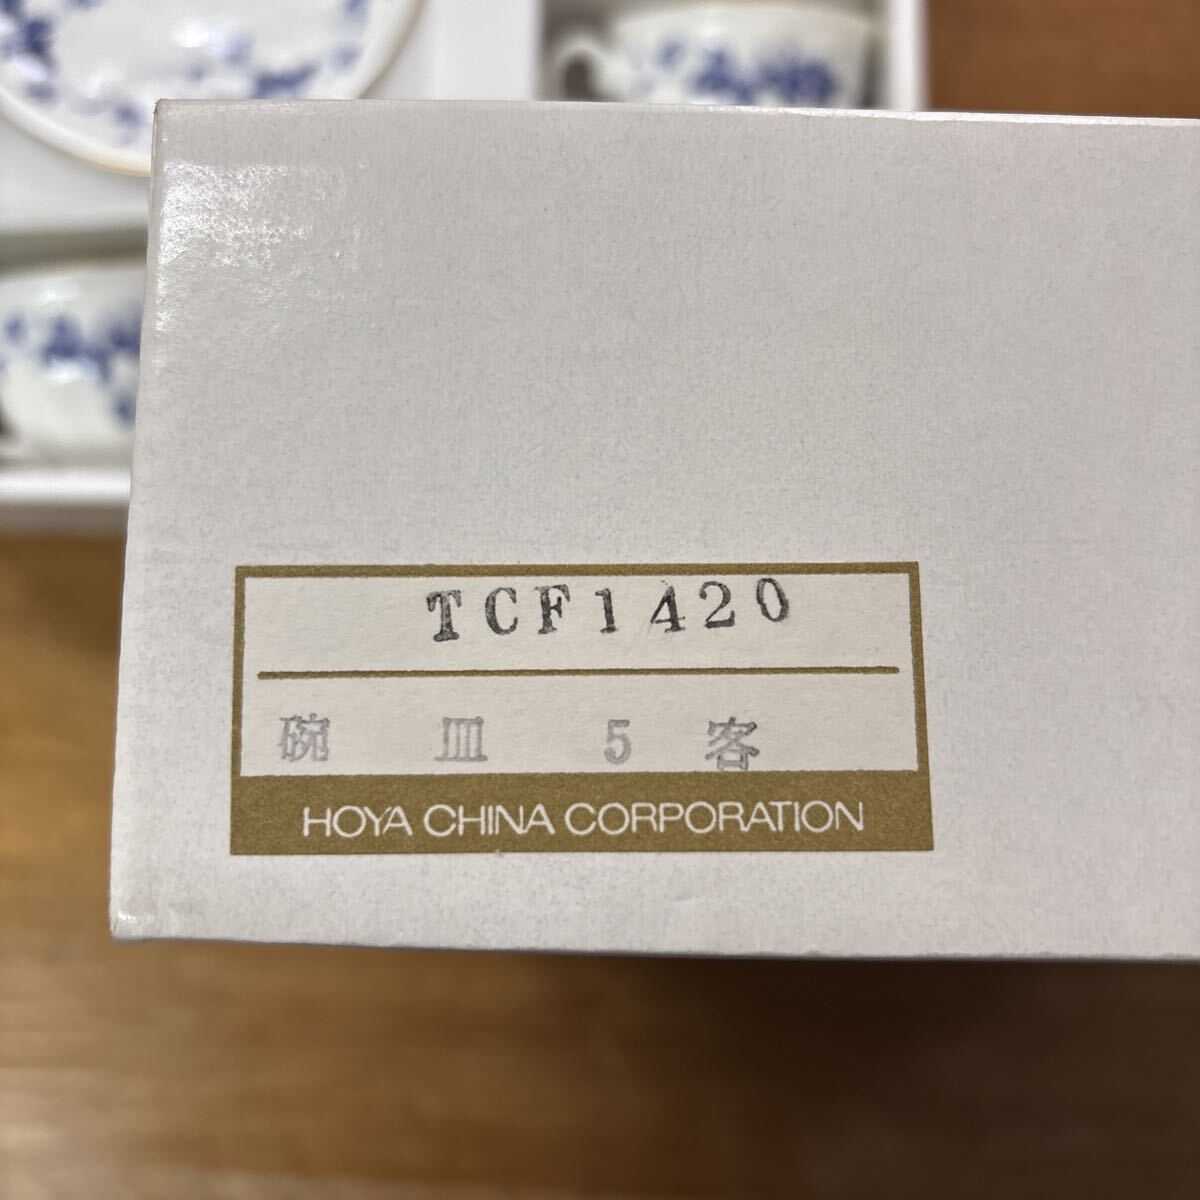 TCF1420
碗 皿 5 客
HOYA CHINA CORPORATION